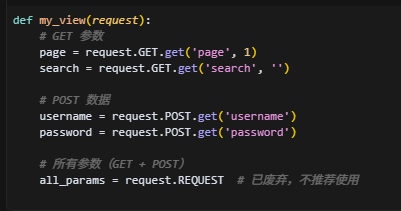 def my_view(request):
    # GET 参数
    page = request.GET.get('page', 1)
    search = request.GET.get('search', '')
    # POST 数据
    username = request.POST.get('username')
    password = request.POST.get('password')
    # 所有参数（GET + POST）
    all_params = request.REQUEST  # 已废弃，不推荐使用